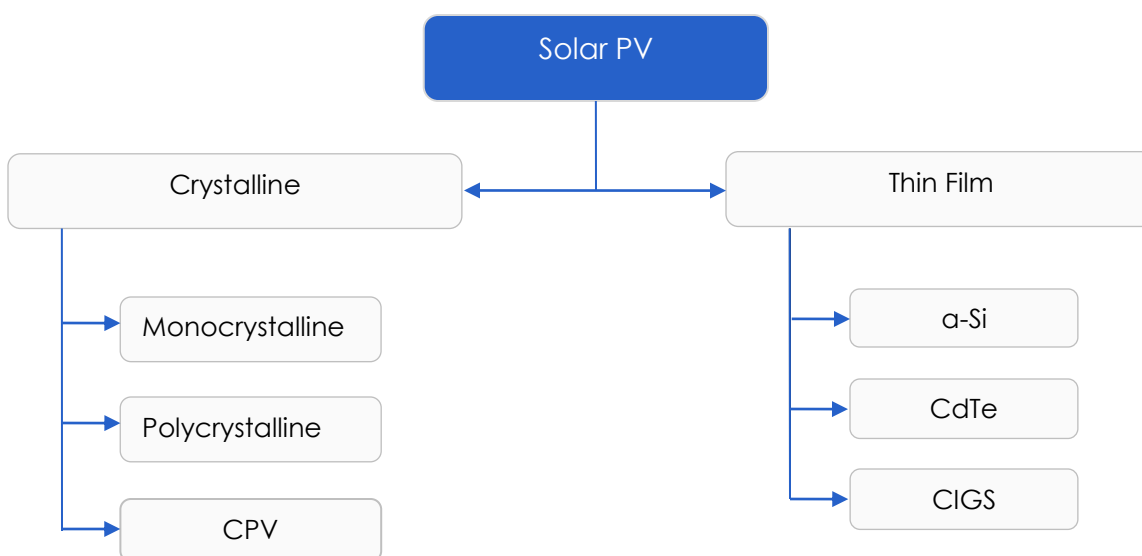 Solar PV
Crystalline
Thin Film
Monocrystalline
Polycrystalline
CPV
a-Si
CdTe
CIGS